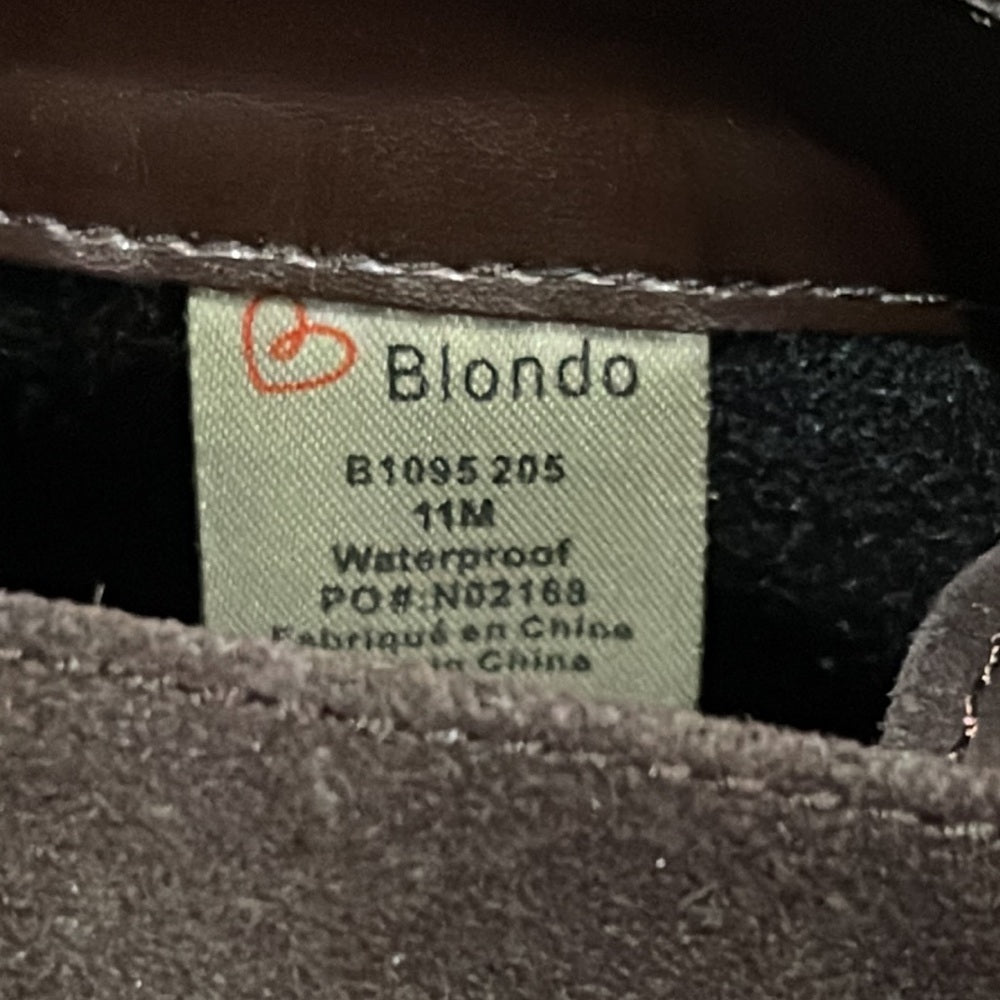 Blondo
B1095 205
11M
Waterproof
PO#:N02168
Fabriqué en Chine
in China